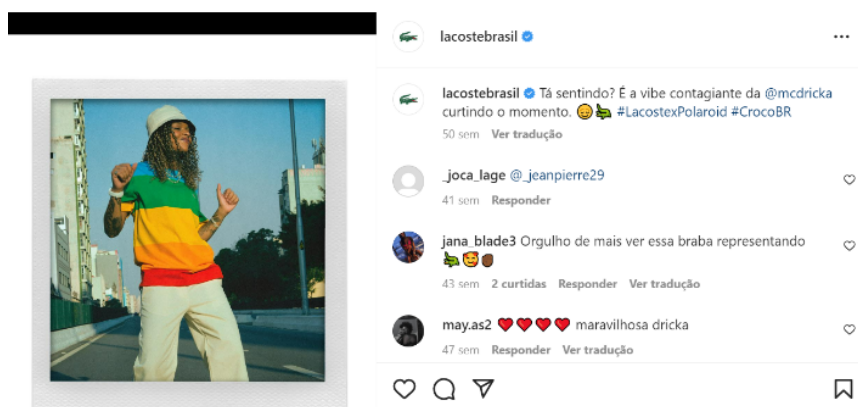 lacostebrasil
lacostebrasil Tá sentindo? É a vibe contagiante da @mcdricka
curtindo o momento. 😌🐊 #LacostexPolaroid #CrocoBR
50 sem Ver tradução
_joca_lage @_jeanpierre29
41 sem Responder
jana_blade3 Orgulho de mais ver essa braba representando
🐊🥰✊🏾
43 sem 2 curtidas Responder Ver tradução
may.as2 ❤️❤️❤️❤️ maravilhosa dricka
47 sem Responder Ver tradução